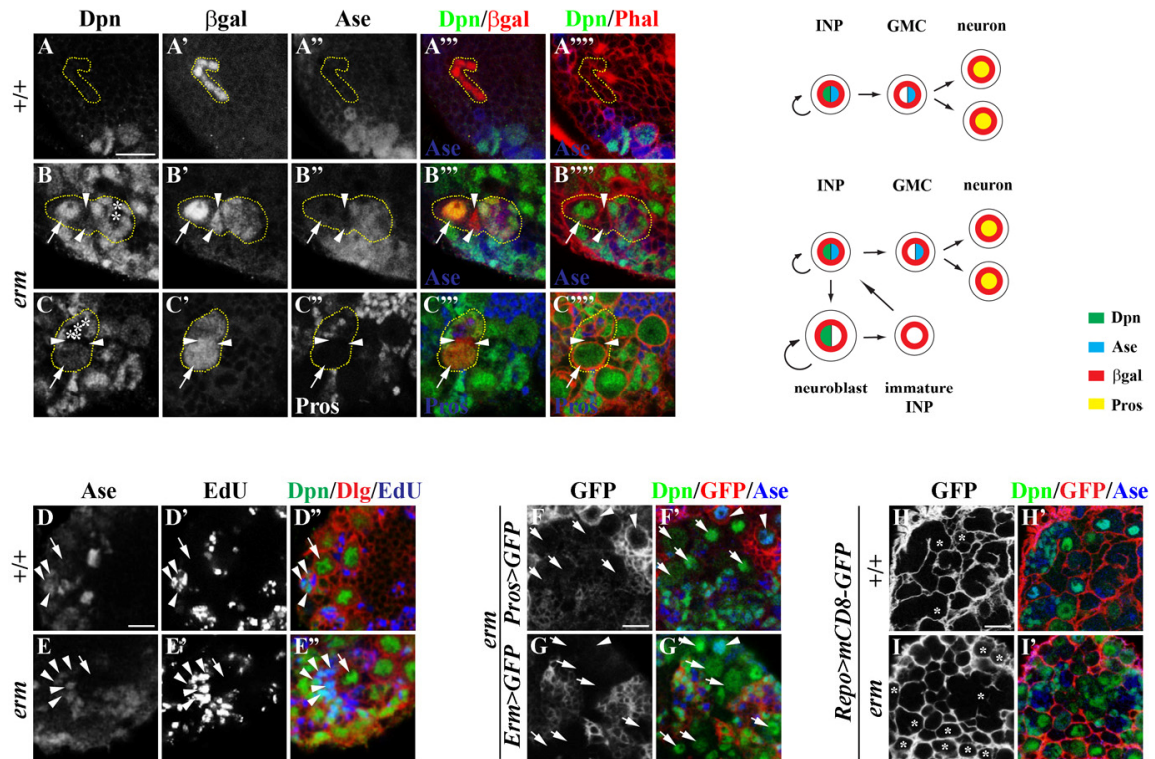 Dpn βgal Ase Dpn/βgal Dpn/Phal
+/+
A A' A'' A''' A''''
Ase Ase
erm
B B' B'' B''' B''''
Ase Ase
C C' C'' C''' C''''
Pros Pros Pros
INP GMC neuron
INP GMC neuron
neuroblast immature
INP
Dpn
Ase
βgal
Pros
Ase EdU Dpn/Dlg/EdU
+/+
D D' D''
erm
E E' E''
GFP Dpn/GFP/Ase
erm
Pros>GFP
F F'
Erm>GFP
G G'
GFP Dpn/GFP/Ase
Repo>mCD8-GFP
+/+
H H'
erm
I I'